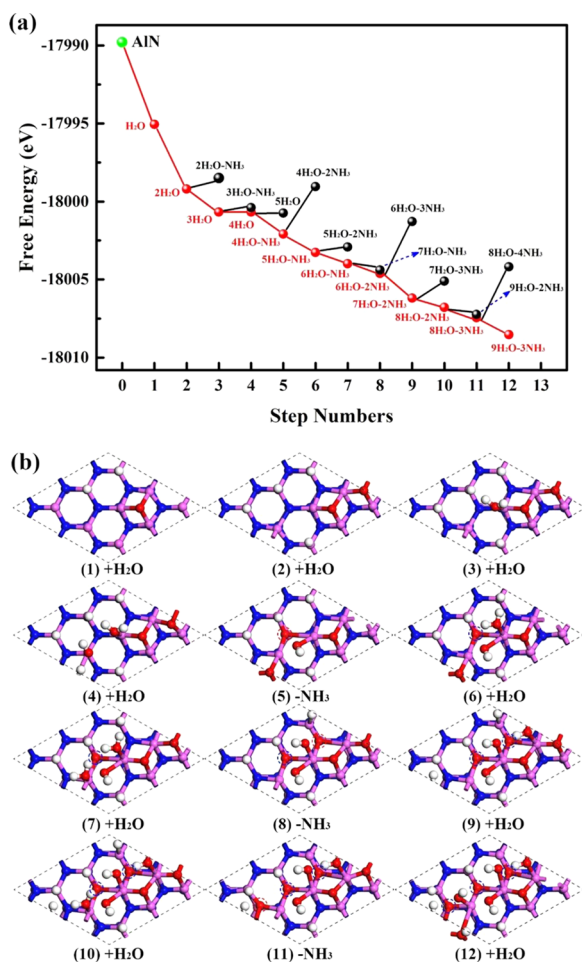 (a)
-17990
-17995
-18000
-18005
-18010
Free Energy (eV)
AlN
H₂O
2H₂O
2H₂O-NH₃
3H₂O
3H₂O-NH₃
4H₂O
5H₂O
4H₂O-NH₃
4H₂O-2NH₃
5H₂O-NH₃
5H₂O-2NH₃
6H₂O-NH₃
6H₂O-2NH₃
7H₂O-NH₃
6H₂O-3NH₃
7H₂O-2NH₃
7H₂O-3NH₃
8H₂O-2NH₃
8H₂O-3NH₃
9H₂O-2NH₃
8H₂O-4NH₃
9H₂O-3NH₃
0 1 2 3 4 5 6 7 8 9 10 11 12 13
Step Numbers
(b)
(1) +H₂O (2) +H₂O (3) +H₂O
(4) +H₂O (5) -NH₃ (6) +H₂O
(7) +H₂O (8) -NH₃ (9) +H₂O
(10) +H₂O (11) -NH₃ (12) +H₂O